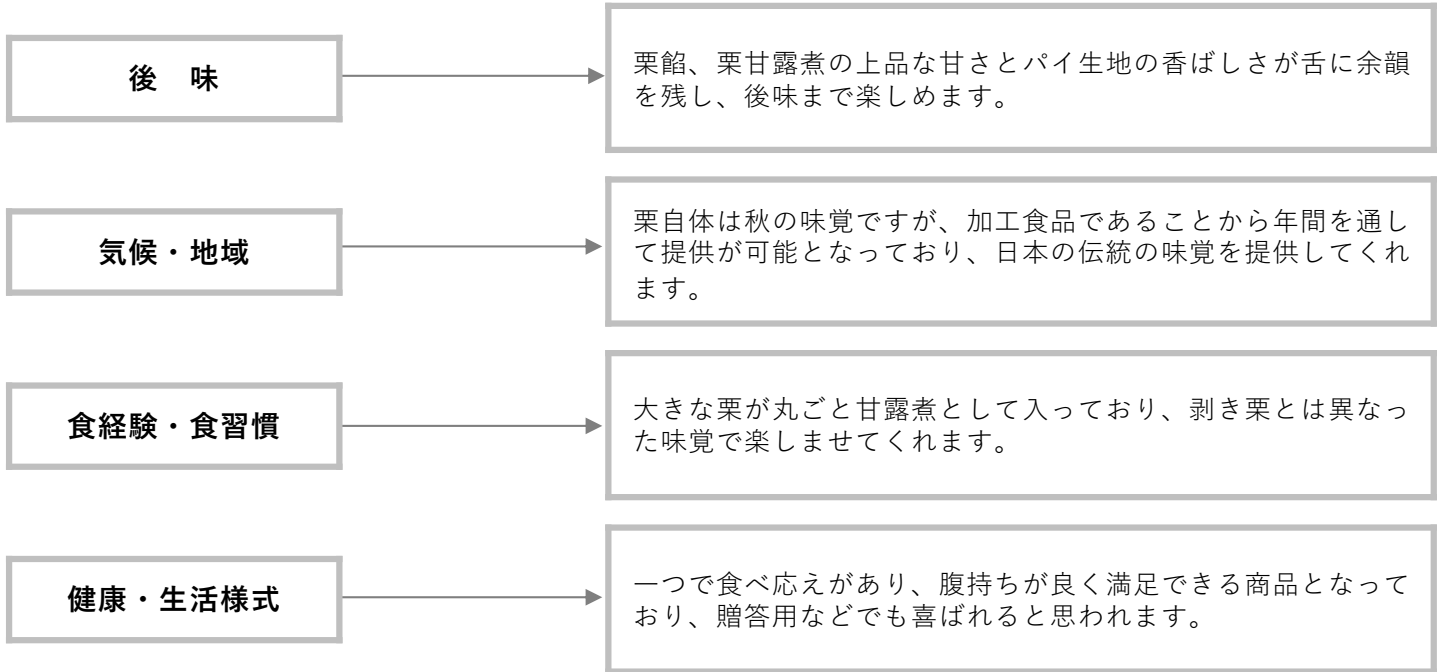 後　味
栗餡、栗甘露煮の上品な甘さとパイ生地の香ばしさが舌に余韻
を残し、後味まで楽しめます。
気候・地域
栗自体は秋の味覚ですが、加工食品であることから年間を通し
て提供が可能となっており、日本の伝統の味覚を提供してくれ
ます。
食経験・食習慣
大きな栗が丸ごと甘露煮として入っており、剥き栗とは異なっ
た味覚で楽しませてくれます。
健康・生活様式
一つで食べ応えがあり、腹持ちが良く満足できる商品となって
おり、贈答用などでも喜ばれると思われます。